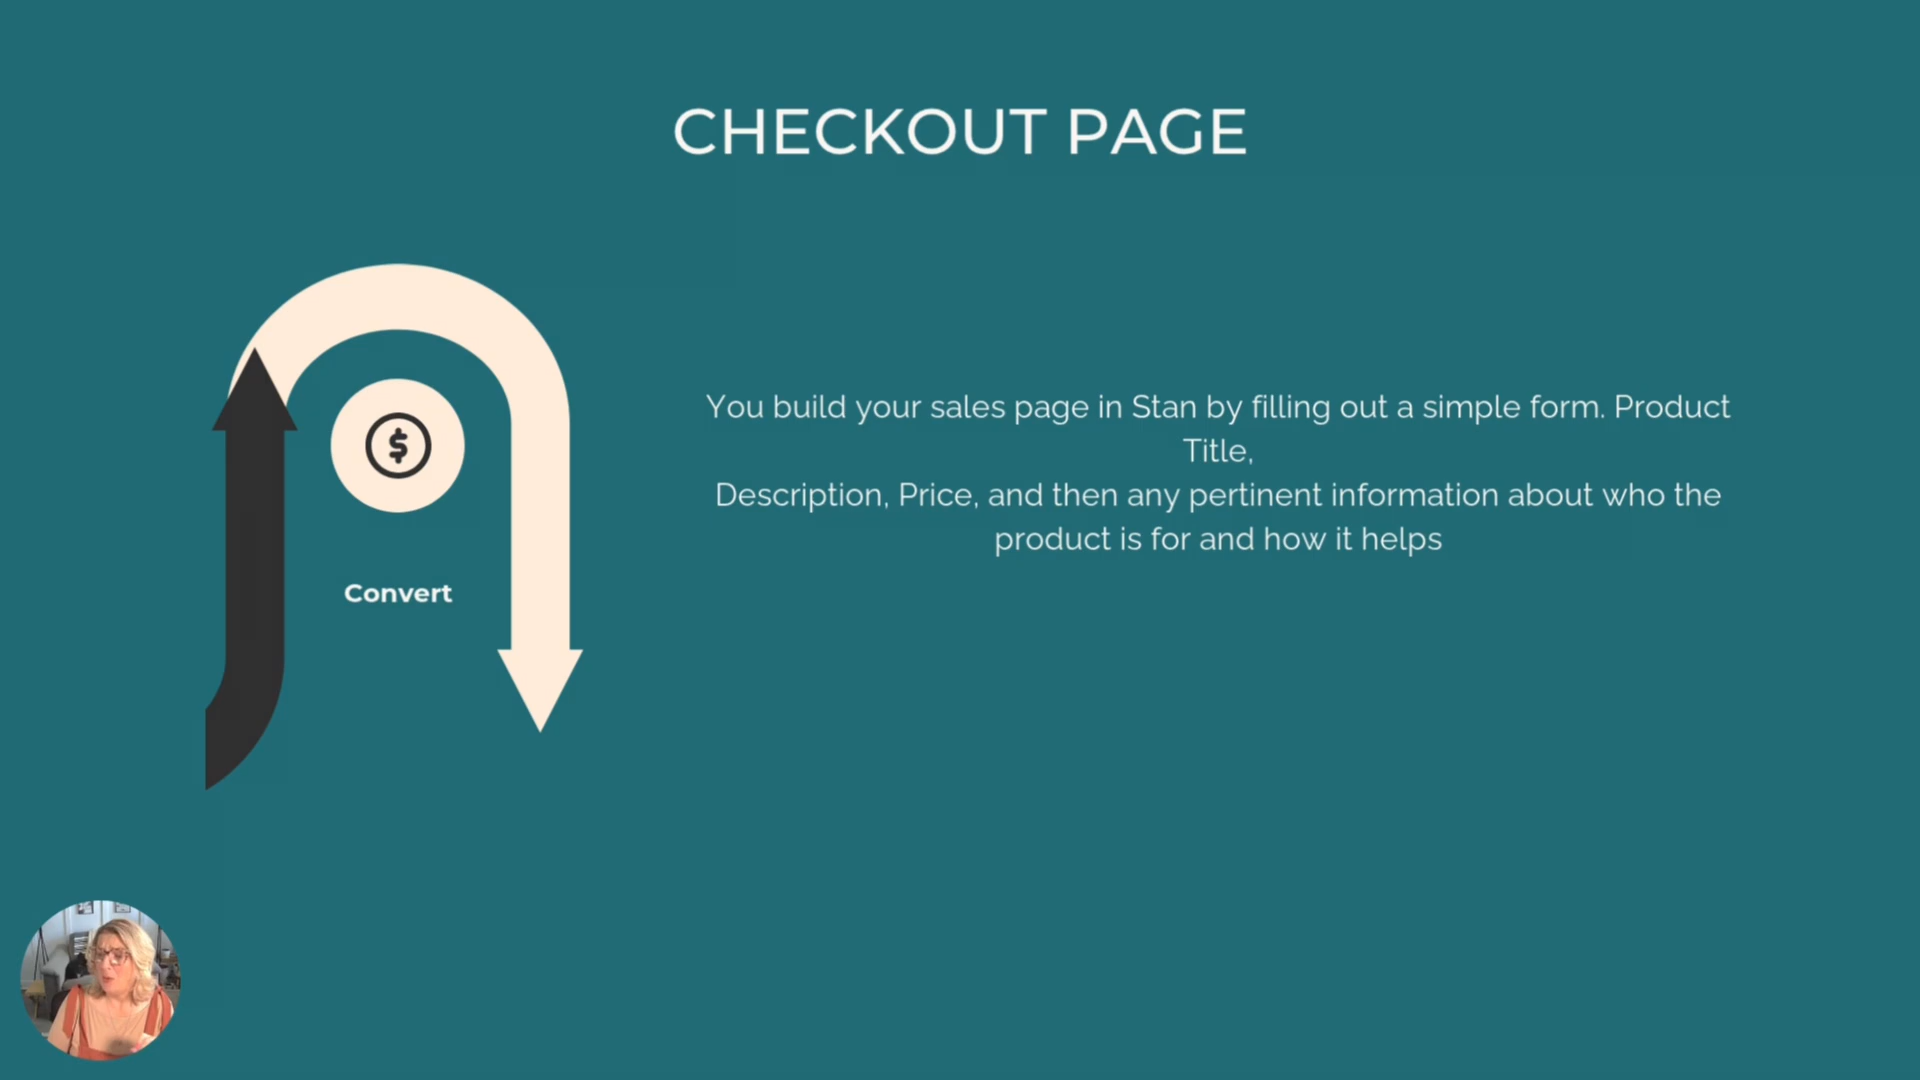 CHECKOUT PAGE
You build your sales page in Stan by filling out a simple form. Product
Title,
Description, Price, and then any pertinent information about who the
product is for and how it helps
$
Convert